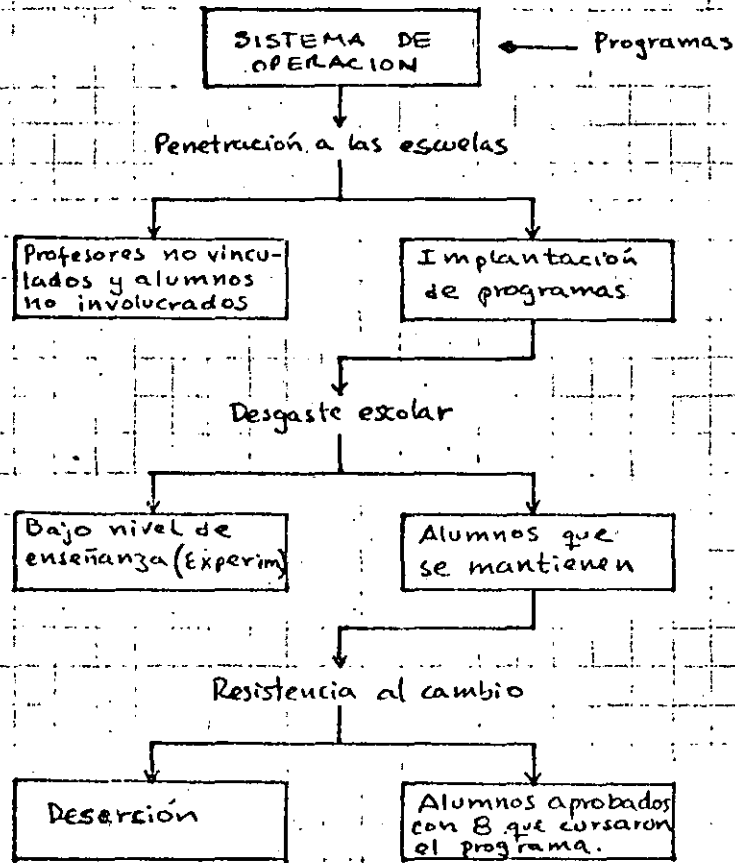 SISTEMA DE
OPERACION
Programas
Penetración a las escuelas
Profesores no vincu-
lados y alumnos
no involucrados
Implantación
de programas
Desgaste escolar
Bajo nivel de
enseñanza (Experim)
Alumnos que
se mantienen
Resistencia al cambio
Deserción
Alumnos aprobados
con B que cursaron
el programa.